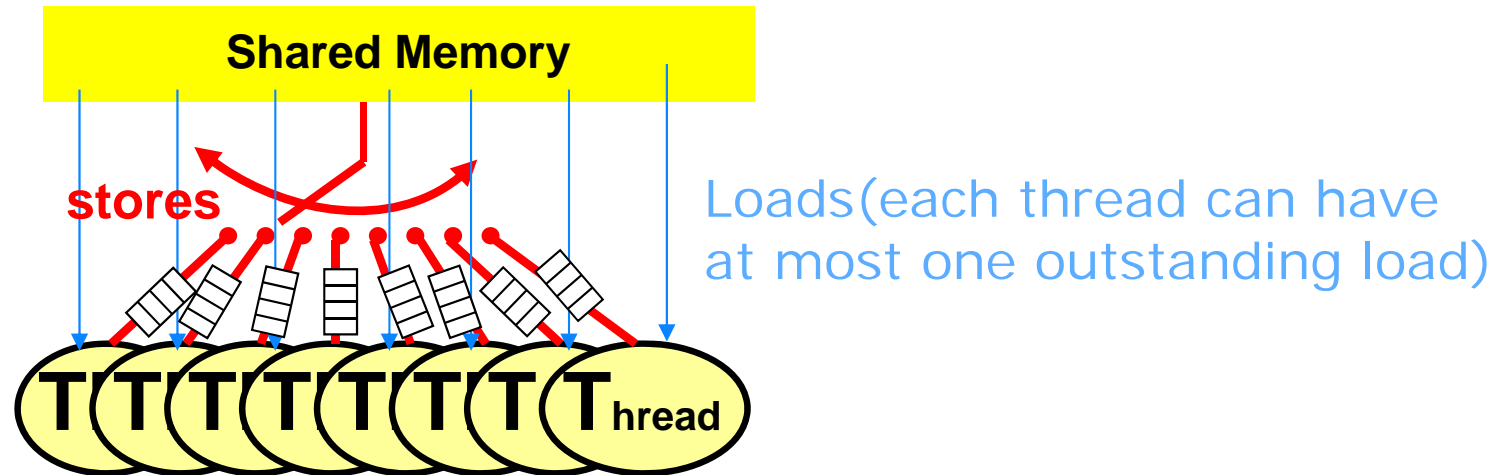 Shared Memory
stores
Loads(each thread can have
at most one outstanding load)
T T T T T T T Thread